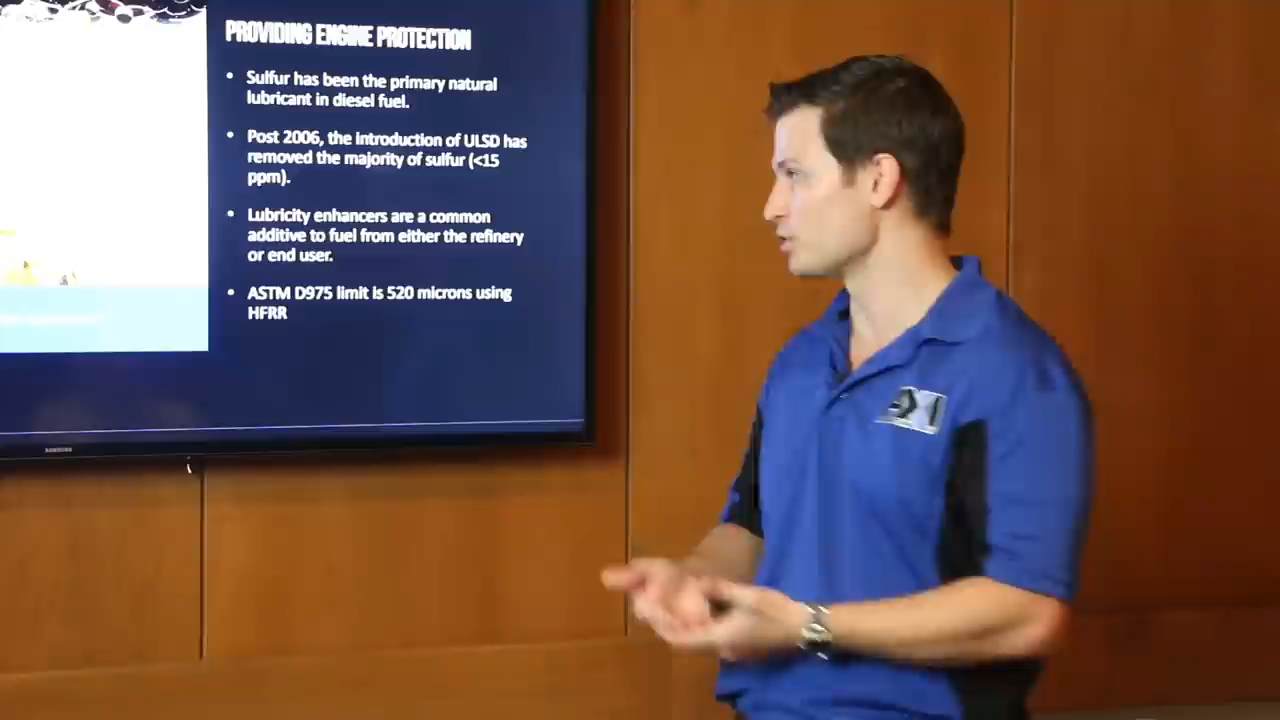 PROVIDING ENGINE PROTECTION
• Sulfur has been the primary natural
lubricant in diesel fuel.
• Post 2006, the introduction of ULSD has
removed the majority of sulfur (<15
ppm).
• Lubricity enhancers are a common
additive to fuel from either the refinery
or end user.
• ASTM D975 limit is 520 microns using
HFRR
SAMSUNG
AXI